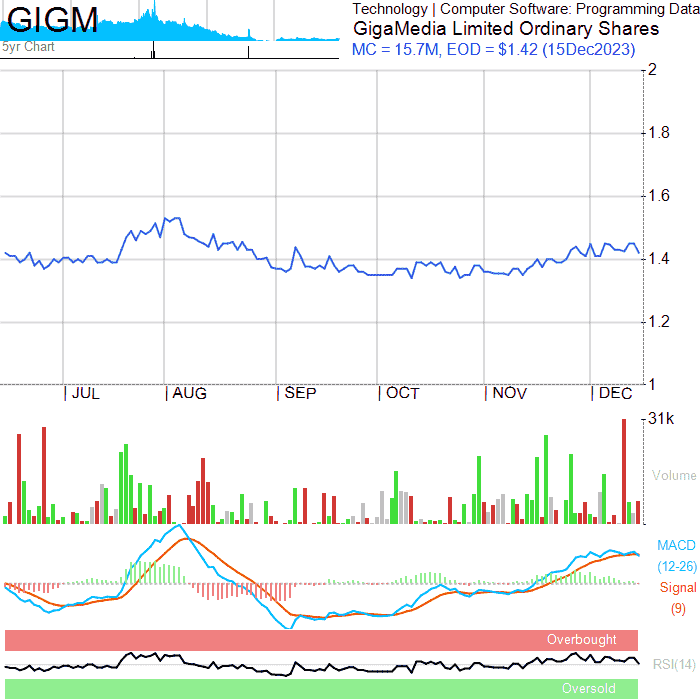 GIGM
5yr Chart
Technology | Computer Software: Programming Data
GigaMedia Limited Ordinary Shares
MC = 15.7M, EOD = $1.42 (15Dec2023)
2
1.8
1.6
1.4
1.2
1
JUL AUG SEP OCT NOV DEC
31k
Volume
MACD
(12-26)
Signal
(9)
Overbought
RSI(14)
Oversold